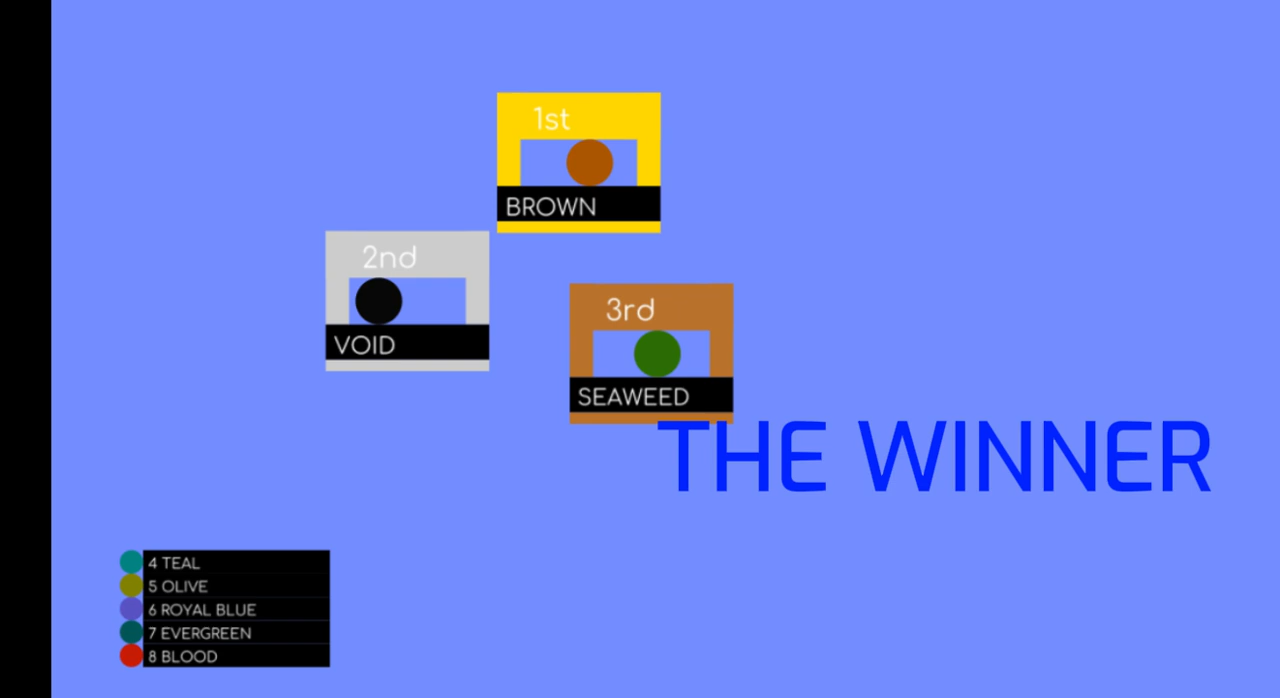 1st
BROWN
2nd
VOID
3rd
SEAWEED
THE WINNER
4 TEAL
5 OLIVE
6 ROYAL BLUE
7 EVERGREEN
8 BLOOD